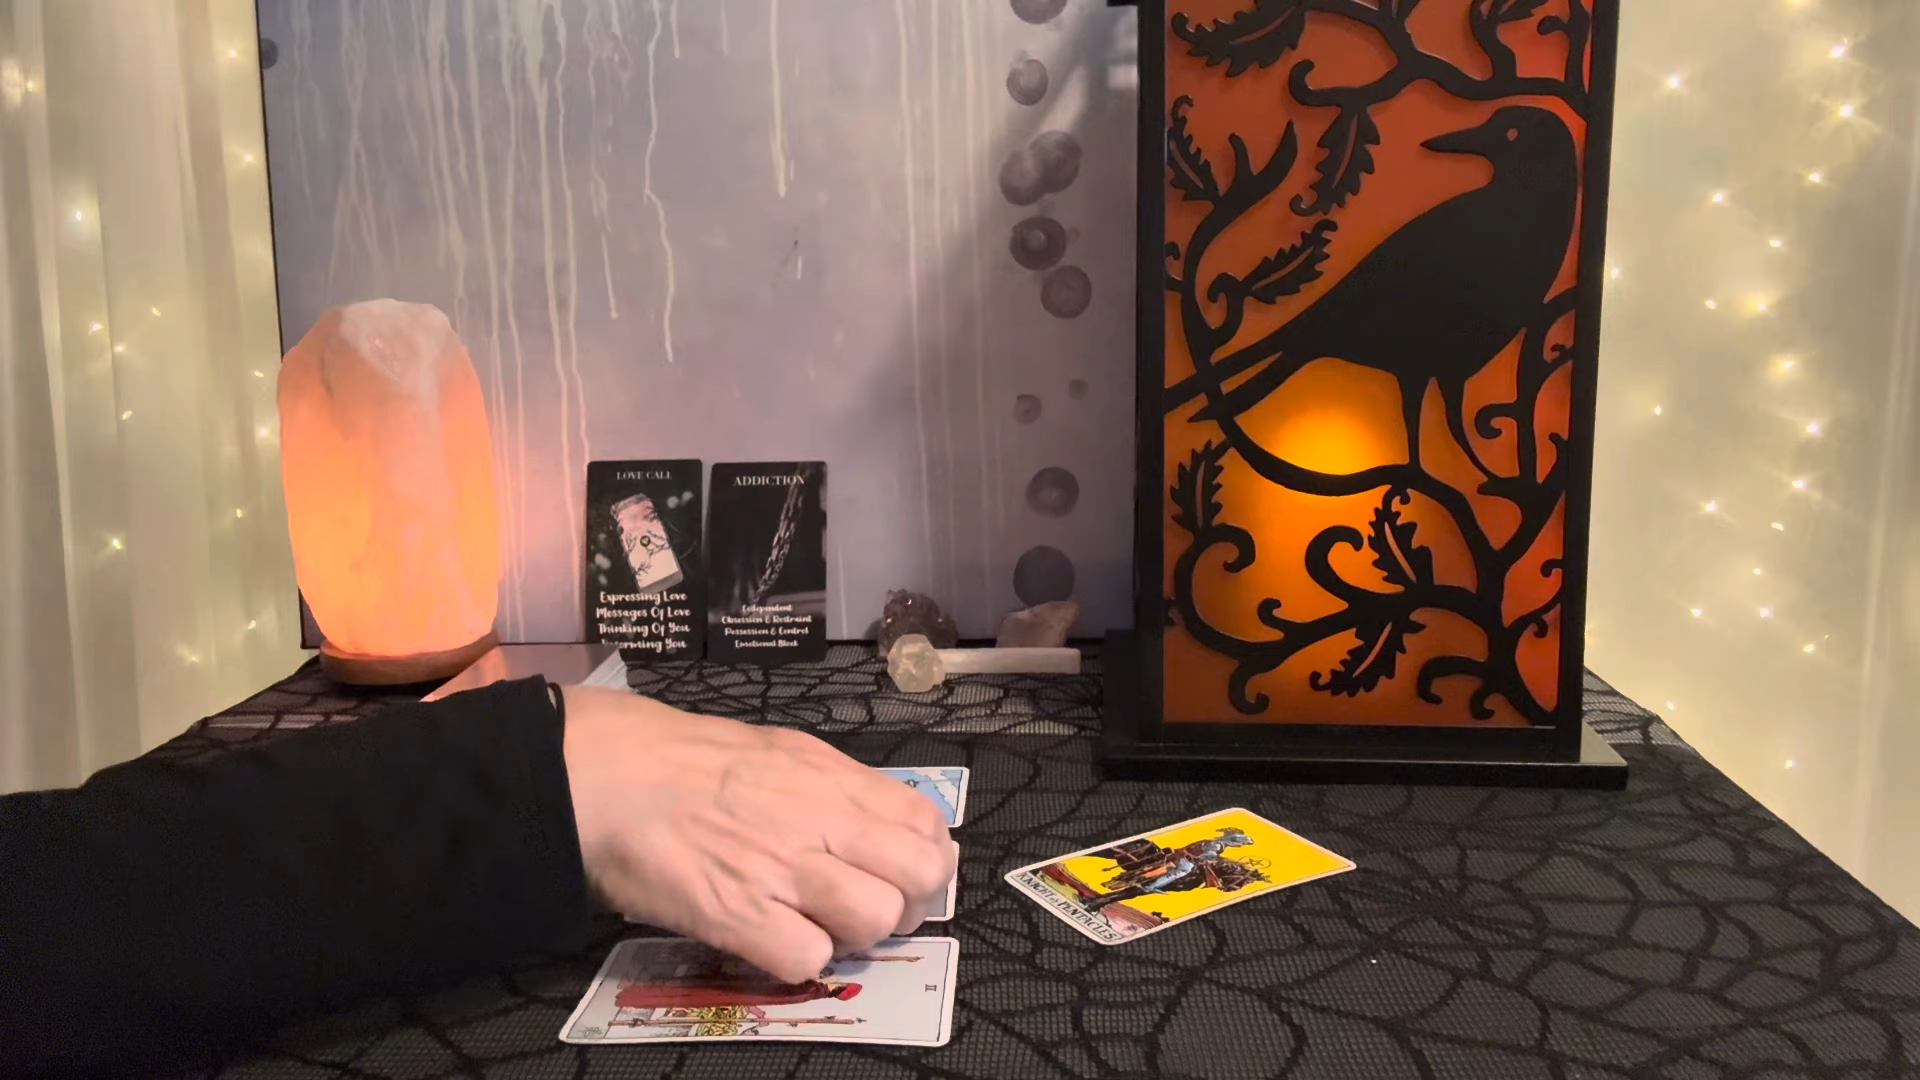 LOVE CALL
Expressing Love
Messages Of Love
Thinking Of You
ADDICTION
Codependent
Obsession & Restraint
Possession & Control
Emotional Block
KNIGHT of PENTACLES
II